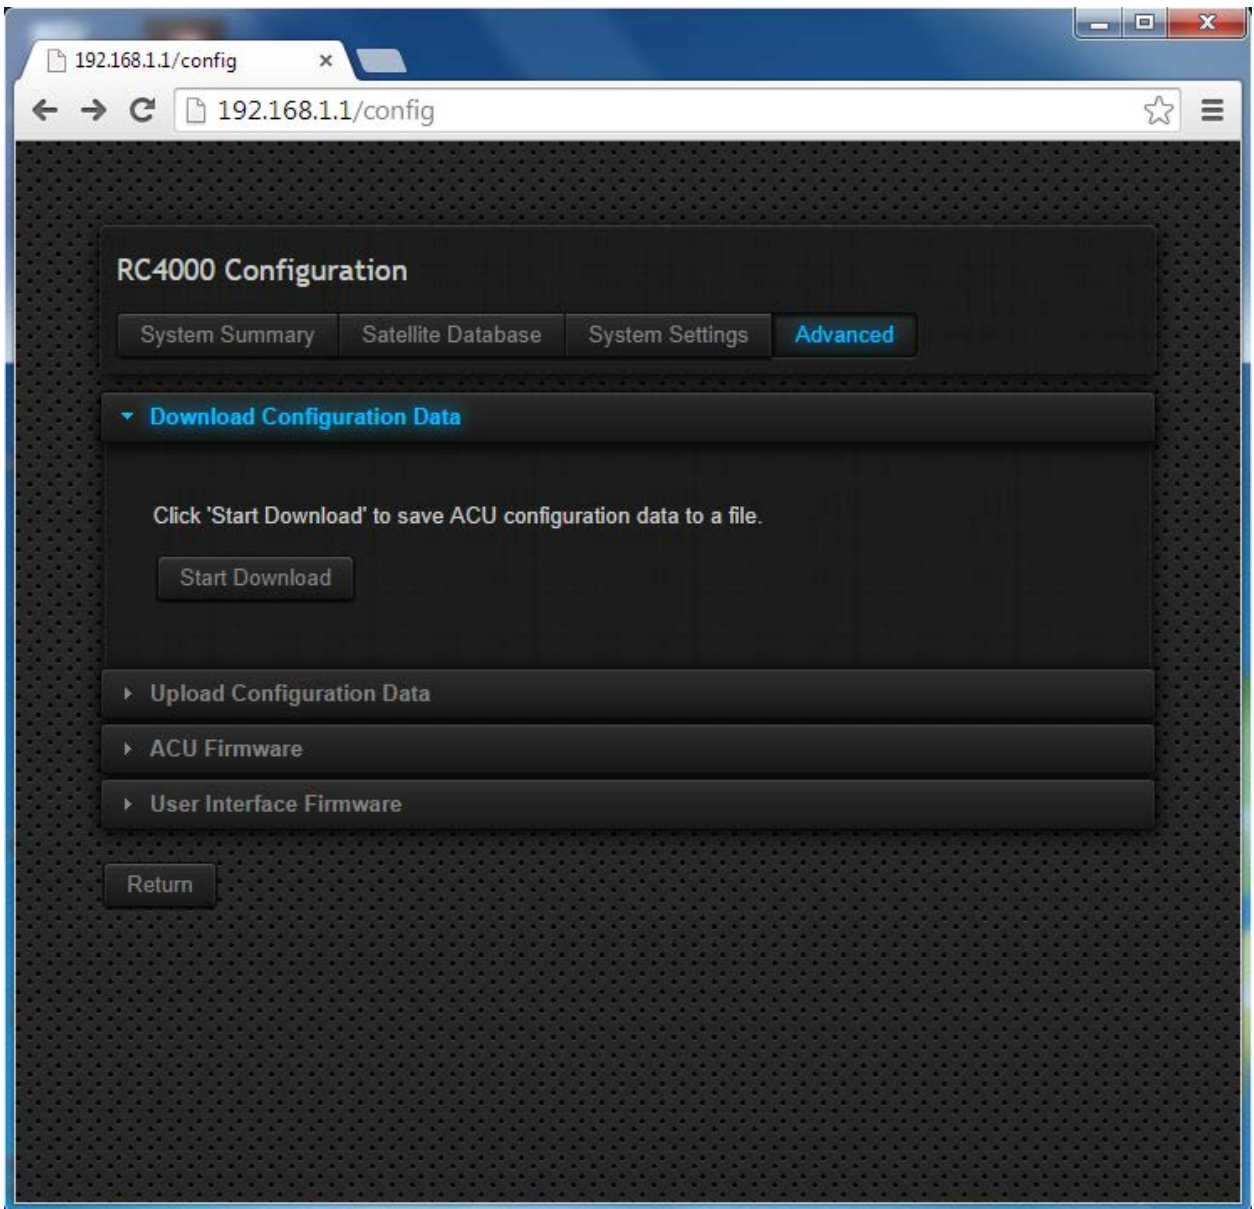 192.168.1.1/config
192.168.1.1/config
RC4000 Configuration
System Summary Satellite Database System Settings Advanced
Download Configuration Data
Click 'Start Download' to save ACU configuration data to a file.
Start Download
Upload Configuration Data
ACU Firmware
User Interface Firmware
Return